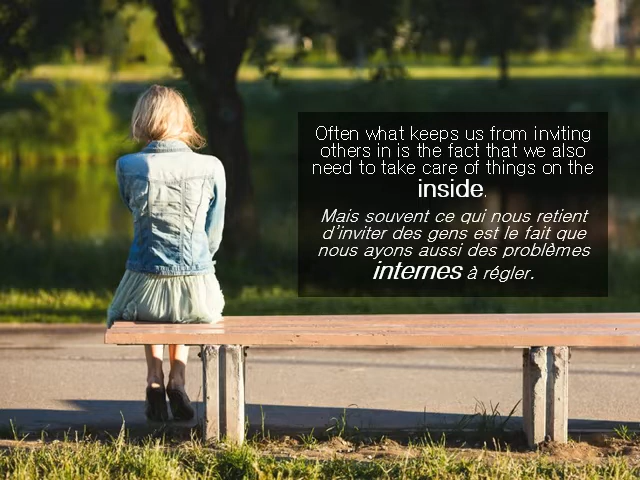 Often what keeps us from inviting
others in is the fact that we also
need to take care of things on the
inside.
Mais souvent ce qui nous retient
d'inviter des gens est le fait que
nous ayons aussi des problèmes
internes à régler.